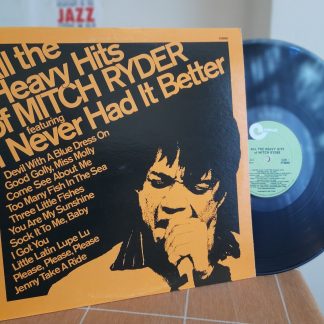 JAZZ
All the
Heavy Hits
of MITCH RYDER
featuring
Never Had It Better
Devil With A Blue Dress On
Good Golly, Miss Molly
Come See About Me
Too Many Fish In The Sea
Three Little Fishes
You Are My Sunshine
Sock It To Me, Baby
I Got You
Little Latin Lupe Lu
Please, Please, Please
Jenny Take A Ride
ALL THE HEAVY HITS
of MITCH RYDER